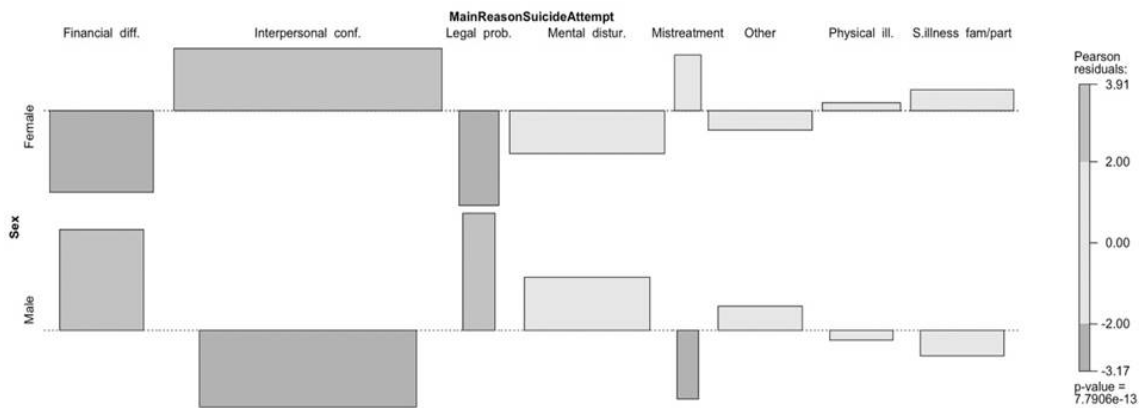 MainReasonSuicideAttempt
Financial diff. Interpersonal conf. Legal prob. Mental distur. Mistreatment Other Physical ill. S.illness fam/part
Pearson
residuals:
3.91
Female
2.00
Sex
0.00
Male
-2.00
-3.17
p-value =
7.7906e-13